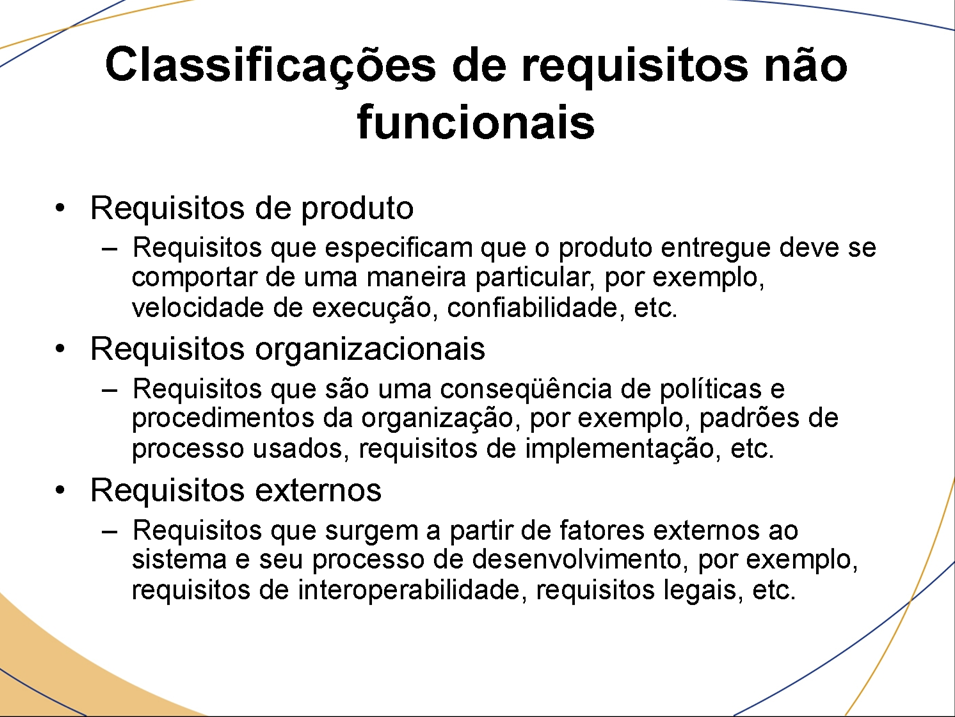 Classificações de requisitos não
funcionais
• Requisitos de produto
– Requisitos que especificam que o produto entregue deve se
comportar de uma maneira particular, por exemplo,
velocidade de execução, confiabilidade, etc.
• Requisitos organizacionais
– Requisitos que são uma conseqüência de políticas e
procedimentos da organização, por exemplo, padrões de
processo usados, requisitos de implementação, etc.
• Requisitos externos
– Requisitos que surgem a partir de fatores externos ao
sistema e seu processo de desenvolvimento, por exemplo,
requisitos de interoperabilidade, requisitos legais, etc.